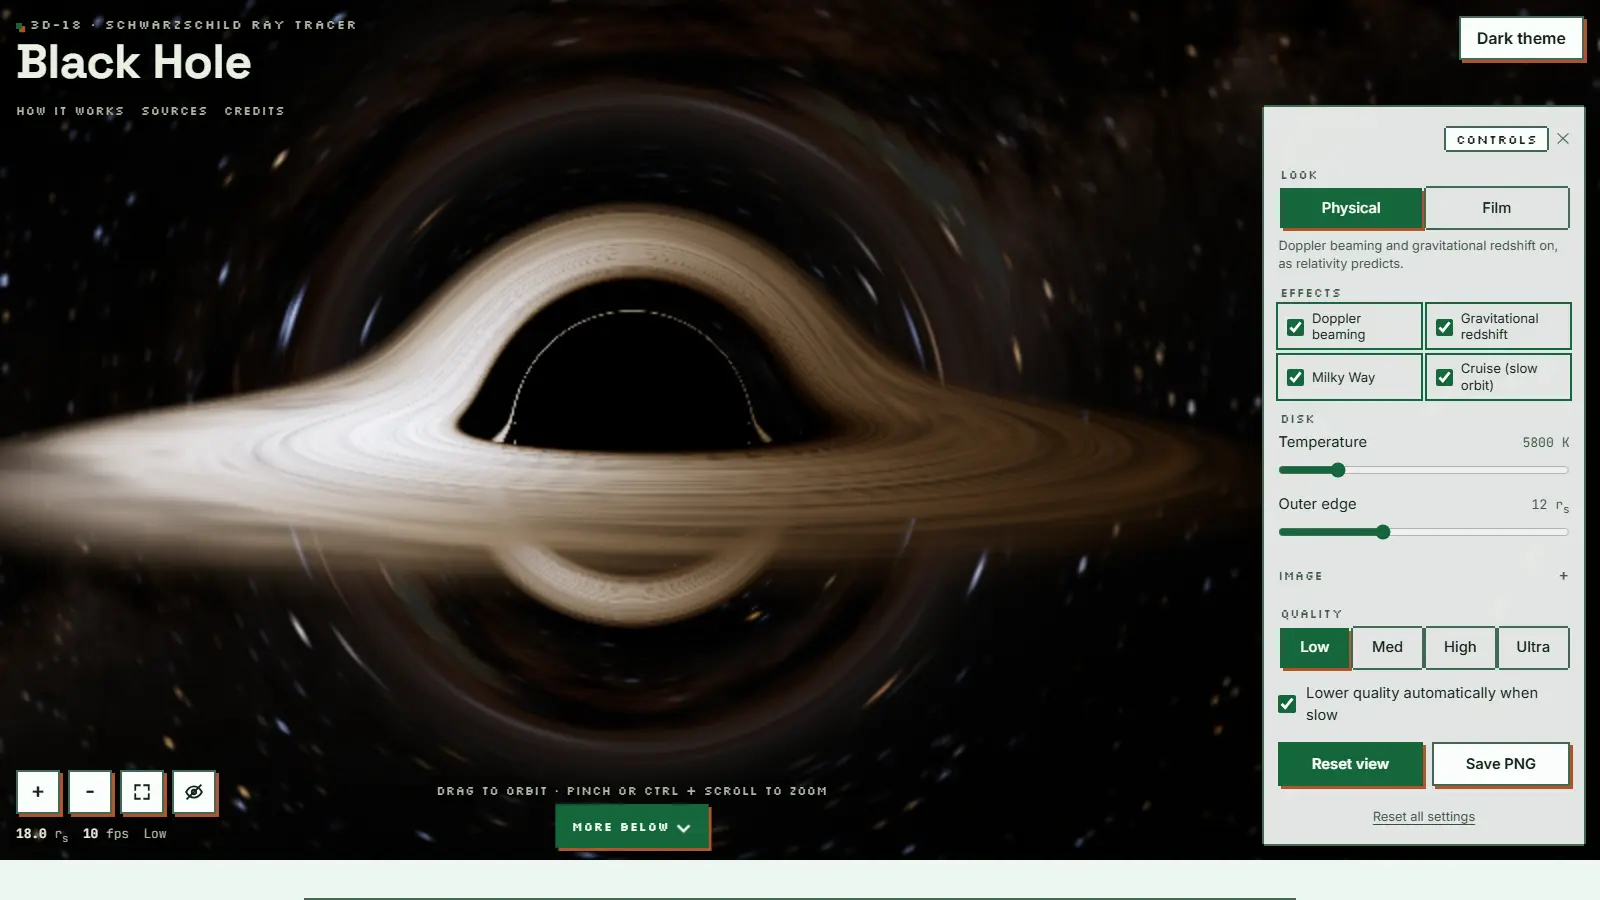 3D-18 · SCHWARZSCHILD RAY TRACER
Black Hole
HOW IT WORKS SOURCES CREDITS
Dark theme
CONTROLS
LOOK
Physical Film
Doppler beaming and gravitational redshift on,
as relativity predicts.
EFFECTS
Doppler
beaming
Gravitational
redshift
Milky Way
Cruise (slow
orbit)
DISK
Temperature 5800 K
Outer edge 12 rs
IMAGE +
QUALITY
Low Med High Ultra
Lower quality automatically when
slow
Reset view Save PNG
Reset all settings
+ -
18.0 rs 10 fps Low
DRAG TO ORBIT · PINCH OR CTRL + SCROLL TO ZOOM
MORE BELOW